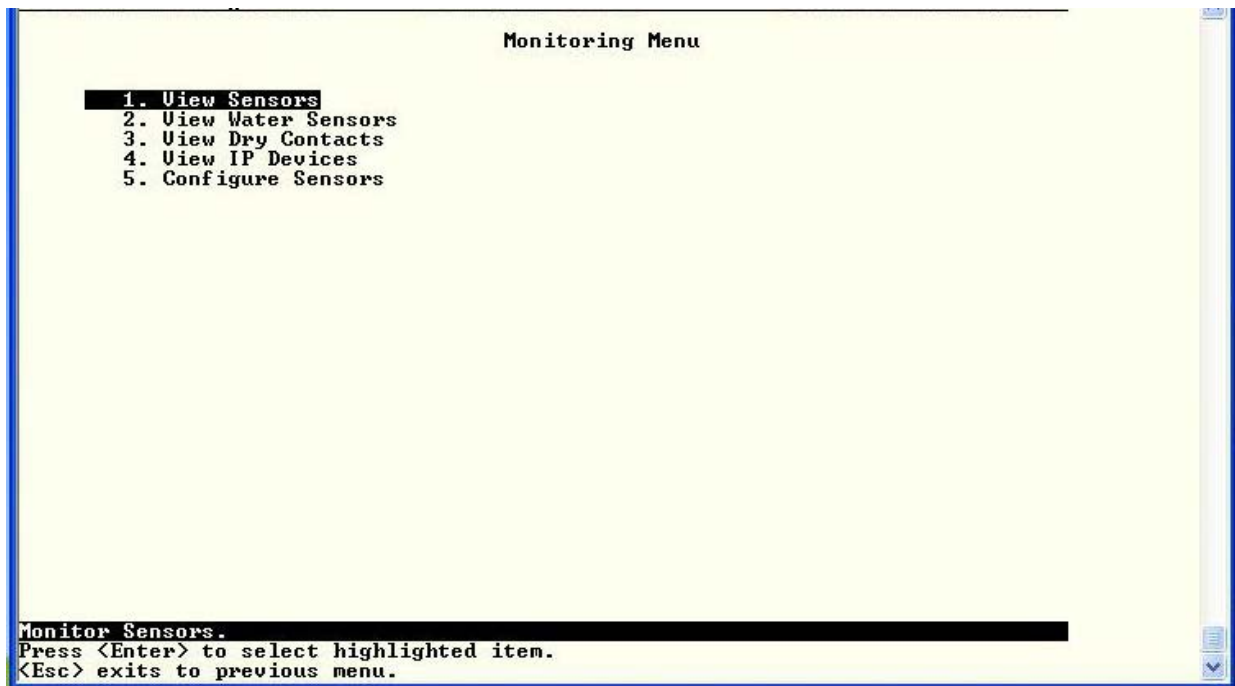 Monitoring Menu
1. View Sensors
2. View Water Sensors
3. View Dry Contacts
4. View IP Devices
5. Configure Sensors
Monitor Sensors.
Press <Enter> to select highlighted item.
<Esc> exits to previous menu.